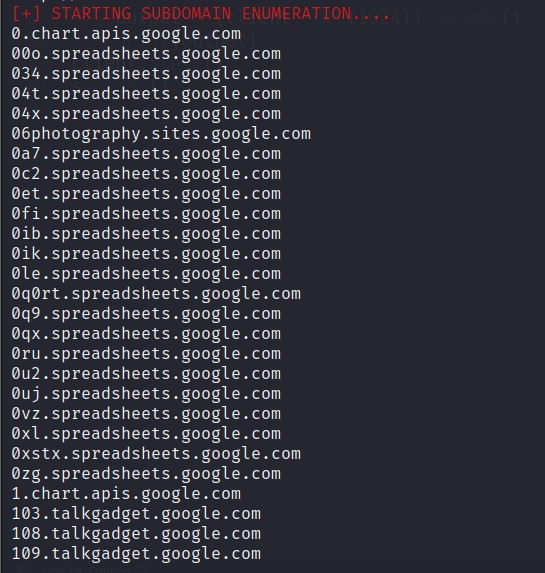 [+] STARTING SUBDOMAIN ENUMERATION....
0.chart.apis.google.com
00o.spreadsheets.google.com
034.spreadsheets.google.com
04t.spreadsheets.google.com
04x.spreadsheets.google.com
06photography.sites.google.com
0a7.spreadsheets.google.com
0c2.spreadsheets.google.com
0et.spreadsheets.google.com
0fi.spreadsheets.google.com
0ib.spreadsheets.google.com
0ik.spreadsheets.google.com
0le.spreadsheets.google.com
0q0rt.spreadsheets.google.com
0q9.spreadsheets.google.com
0qx.spreadsheets.google.com
0ru.spreadsheets.google.com
0u2.spreadsheets.google.com
0uj.spreadsheets.google.com
0vz.spreadsheets.google.com
0xl.spreadsheets.google.com
0xstx.spreadsheets.google.com
0zg.spreadsheets.google.com
1.chart.apis.google.com
103.talkgadget.google.com
108.talkgadget.google.com
109.talkgadget.google.com